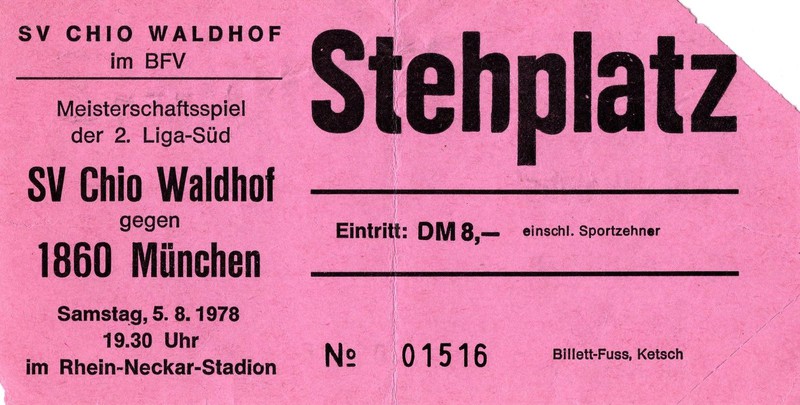 SV CHIO WALDHOF
im BFV
Meisterschaftsspiel
der 2. Liga-Süd
SV Chio Waldhof
gegen
1860 München
Samstag, 5. 8. 1978
19.30 Uhr
im Rhein-Neckar-Stadion
Stehplatz
Eintritt: DM 8,— einschl. Sportzehner
No 01516
Billett-Fuss, Ketsch